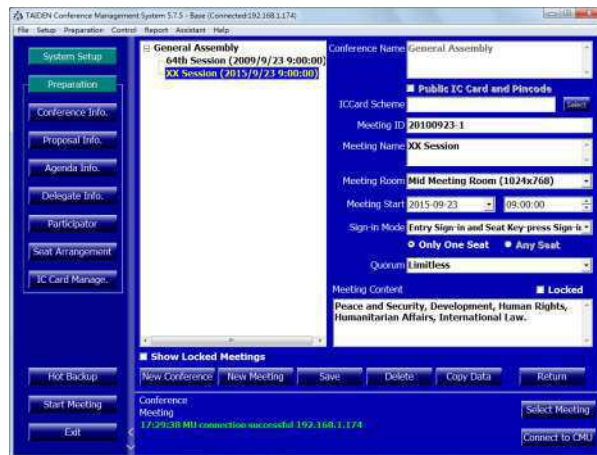 TAIDEN Conference Management System 5.7.5 - Base (Connected:192.168.1.174)
File Setup Preparation Control Report Assistant Help
System Setup
Preparation
Conference Info.
Proposal Info.
Agenda Info.
Delegate Info.
Participator
Seat Arrangement
IC Card Manage.
Hot Backup
Start Meeting
Exit
General Assembly
64th Session (2009/9/23 9:00:00)
XX Session (2015/9/23 9:00:00)
Show Locked Meetings
Conference Name General Assembly
Public IC Card and Pincode
ICCard Scheme Select
Meeting ID 20100923-1
Meeting Name XX Session
Meeting Room Mid Meeting Room (1024x768)
Meeting Start 2015-09-23 09:00:00
Sign-in Mode Entry Sign-in and Seat Key-press Sign-in
Only One Seat Any Seat
Quorum Limitless
Meeting Content Locked
Peace and Security, Development, Human Rights,
Humanitarian Affairs, International Law.
New Conference New Meeting Save Delete Copy Data Return
Conference
Meeting
17:29:38 MU connection successful 192.168.1.174
Select Meeting
Connect to CMU